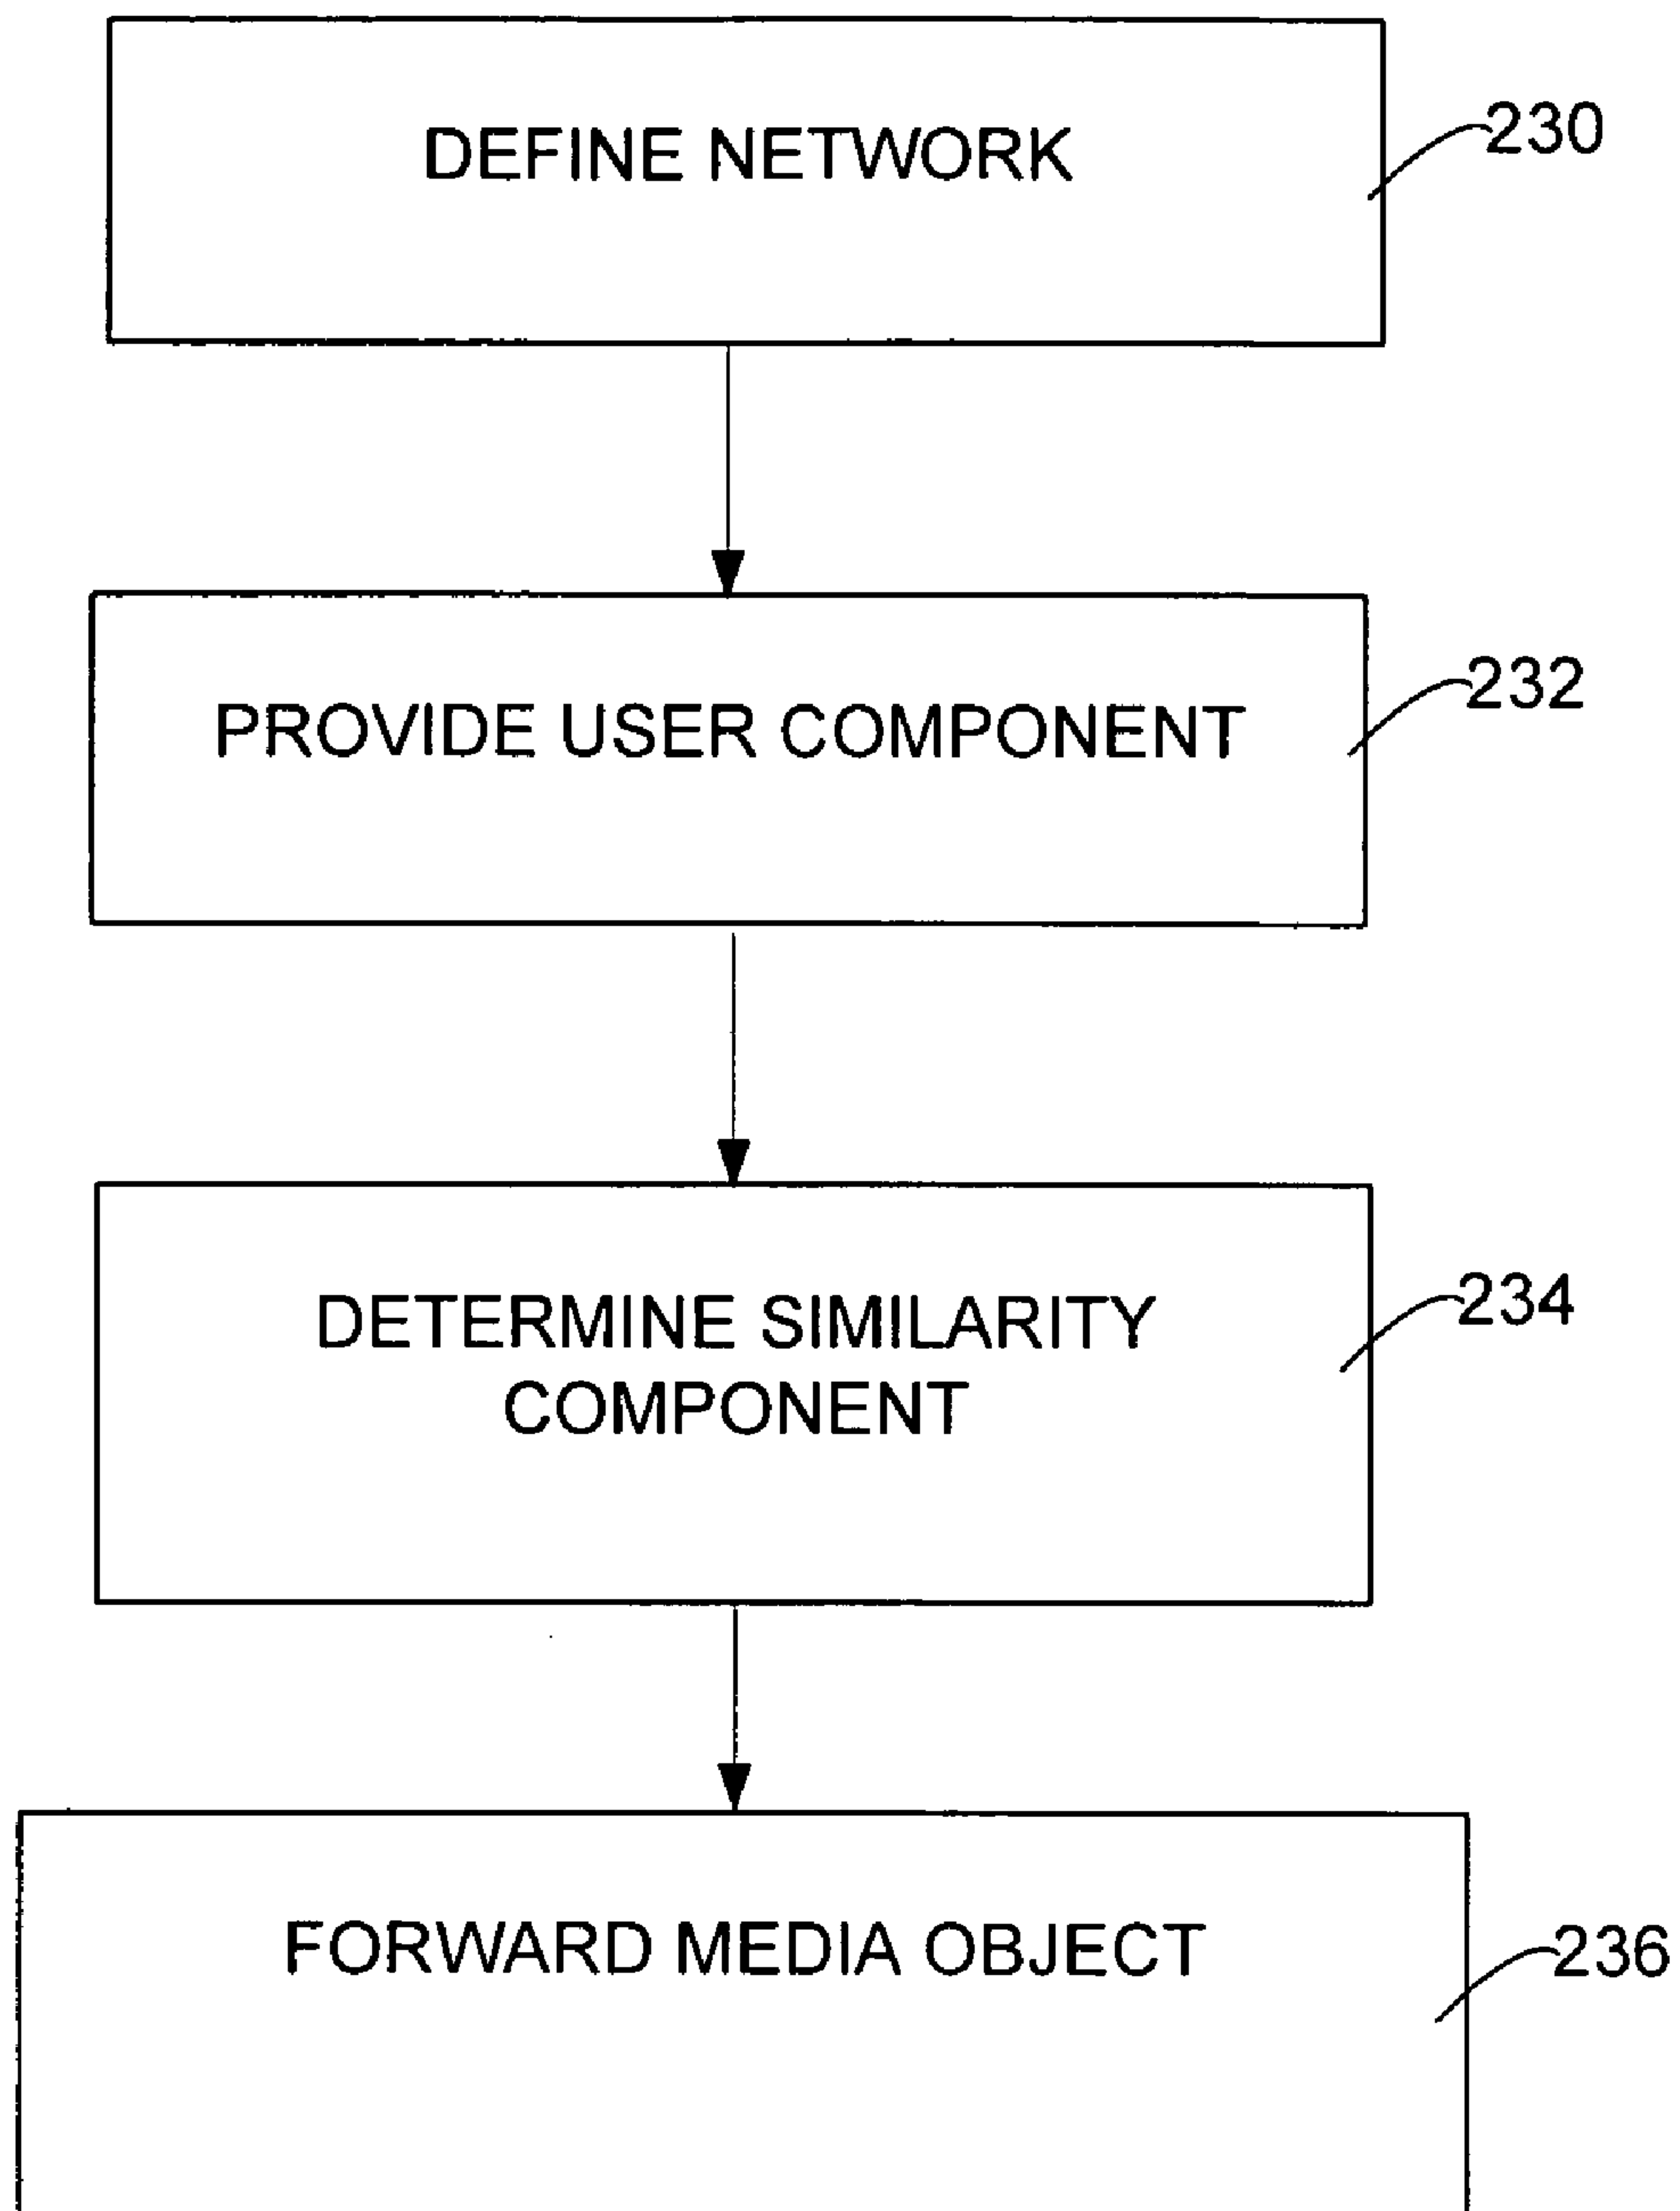 DEFINE NETWORK
230
PROVIDE USER COMPONENT
232
DETERMINE SIMILARITY
COMPONENT
234
FORWARD MEDIA OBJECT
236